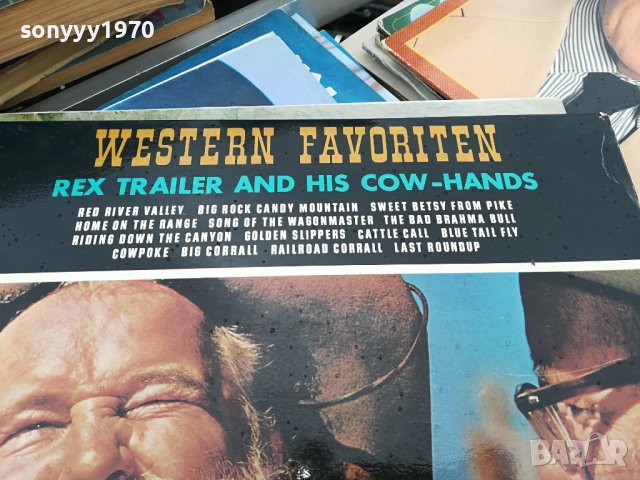 sonyyy1970
WESTERN FAVORITEN
REX TRAILER AND HIS COW-HANDS
RED RIVER VALLEY BIG ROCK CANDY MOUNTAIN SWEET BETSY FROM PIKE
HOME ON THE RANGE SONG OF THE WAGONMASTER THE BAD BRAHMA BULL
RIDING DOWN THE CANYON GOLDEN SLIPPERS CATTLE CALL BLUE TAIL FLY
COWPOKE BIG CORRALL RAILROAD CORRALL LAST ROUNDUP
BAZAR